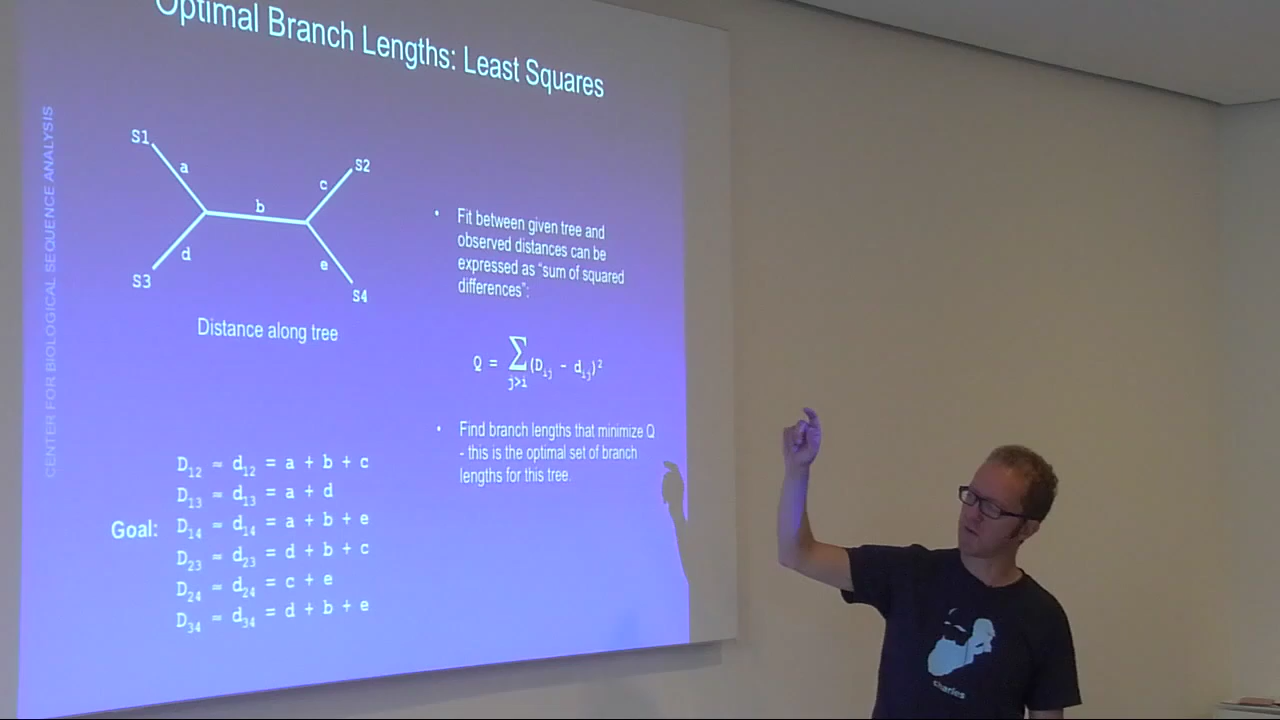 Optimal Branch Lengths: Least Squares
CENTER FOR BIOLOGICAL SEQUENCE ANALYSIS
S1
a
S2
c
b
d
e
S3
S4
Distance along tree
• Fit between given tree and
observed distances can be
expressed as “sum of squared
differences”:
Q = Σ (Dij - dij)²
j>i
• Find branch lengths that minimize Q
- this is the optimal set of branch
lengths for this tree.
Goal:
D12 ≈ d12 = a + b + c
D13 ≈ d13 = a + d
D14 ≈ d14 = a + b + e
D23 ≈ d23 = d + b + c
D24 ≈ d24 = c + e
D34 ≈ d34 = d + b + e
charles